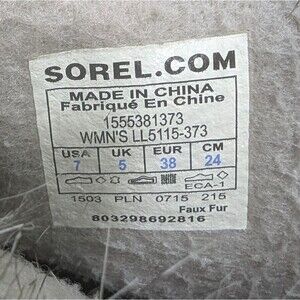 SOREL.COM
MADE IN CHINA
Fabriqué En Chine
1555381373
WMN'S LL5115-373
USA UK EUR CM
7 5 38 24
ECA-1
1503 PLN 0715 215
Faux Fur
803298692816